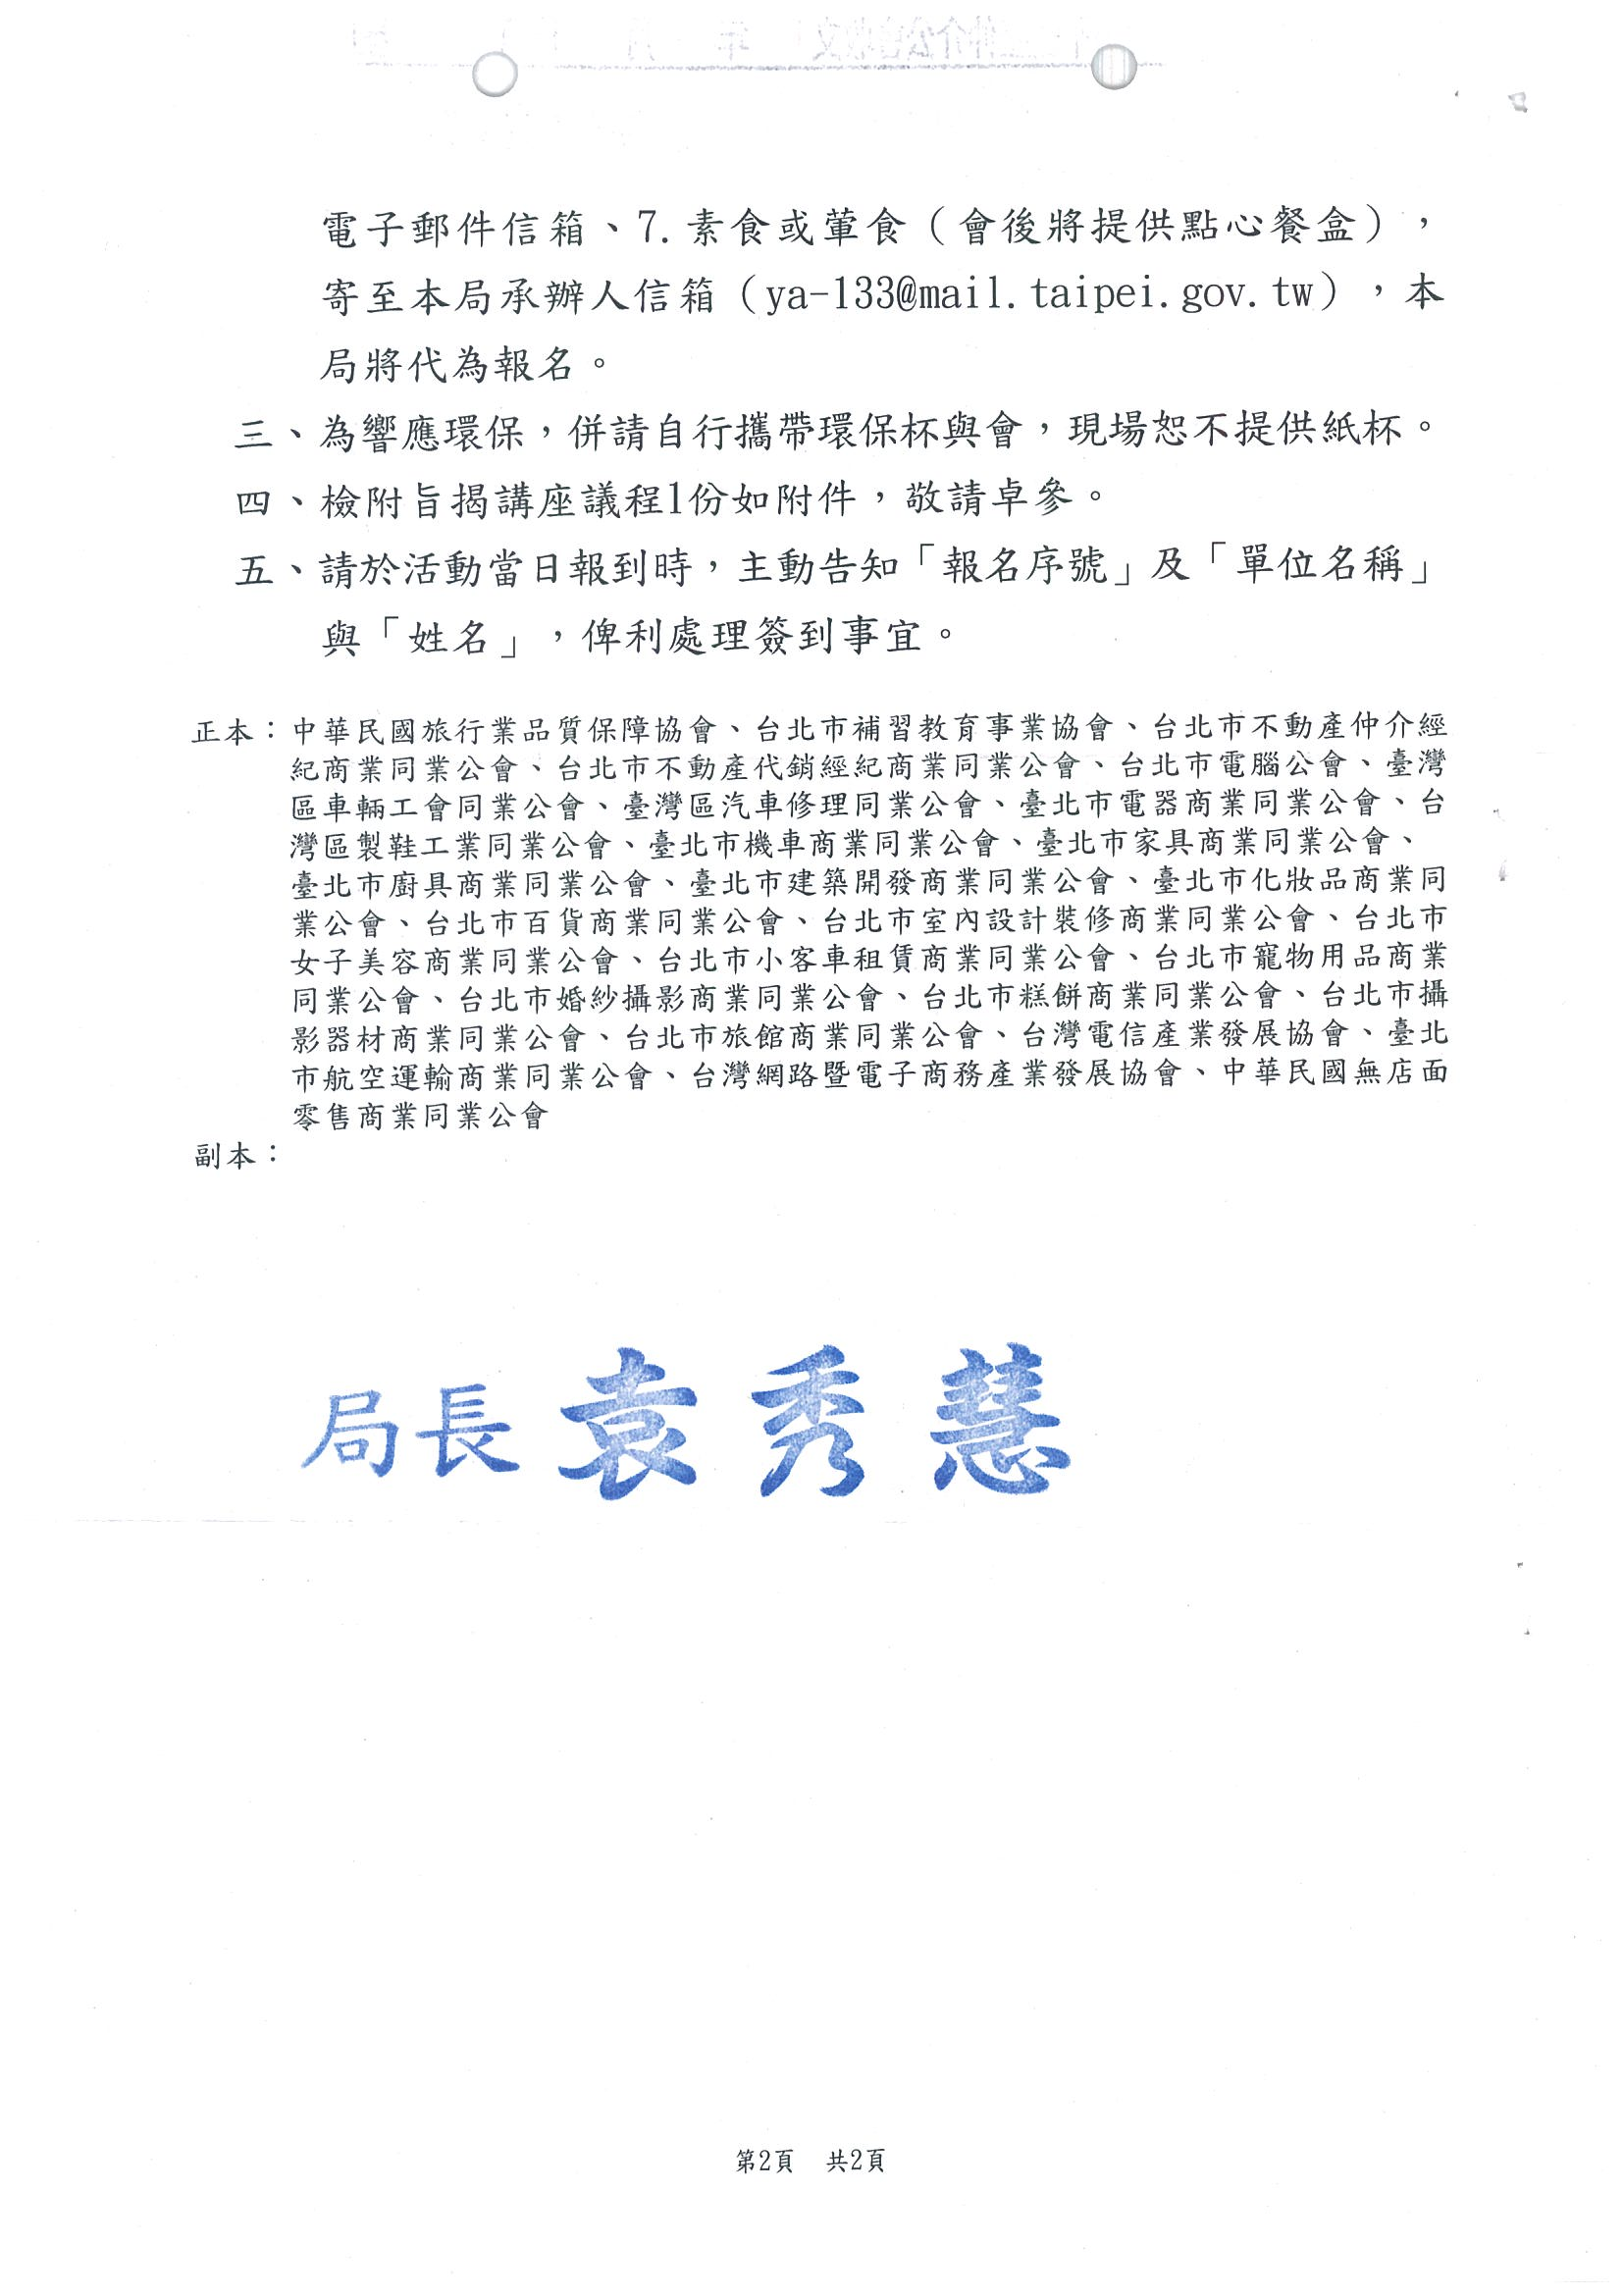 電子郵件信箱、7.素食或葷食（會後將提供點心餐盒），
寄至本局承辦人信箱（ya-133@mail.taipei.gov.tw），本
局將代為報名。
三、為響應環保，併請自行攜帶環保杯與會，現場恕不提供紙杯。
四、檢附旨揭講座議程1份如附件，敬請卓參。
五、請於活動當日報到時，主動告知「報名序號」及「單位名稱」
與「姓名」，俾利處理簽到事宜。
正本：中華民國旅行業品質保障協會、台北市補習教育事業協會、台北市不動產仲介經
紀商業同業公會、台北市不動產代銷經紀商業同業公會、台北市電腦公會、臺灣
區車輛工會同業公會、臺灣區汽車修理同業公會、臺北市電器商業同業公會、台
灣區製鞋工業同業公會、臺北市機車商業同業公會、臺北市家具商業同業公會、
臺北市廚具商業同業公會、臺北市建築開發商業同業公會、臺北市化妝品商業同
業公會、台北市百貨商業同業公會、台北市室內設計裝修商業同業公會、台北市
女子美容商業同業公會、台北市小客車租賃商業同業公會、台北市寵物用品商業
同業公會、台北市婚紗攝影商業同業公會、台北市糕餅商業同業公會、台北市攝
影器材商業同業公會、台北市旅館商業同業公會、台灣電信產業發展協會、臺北
市航空運輸商業同業公會、台灣網路暨電子商務產業發展協會、中華民國無店面
零售商業同業公會
副本：
局長 袁秀慧
第2頁 共2頁